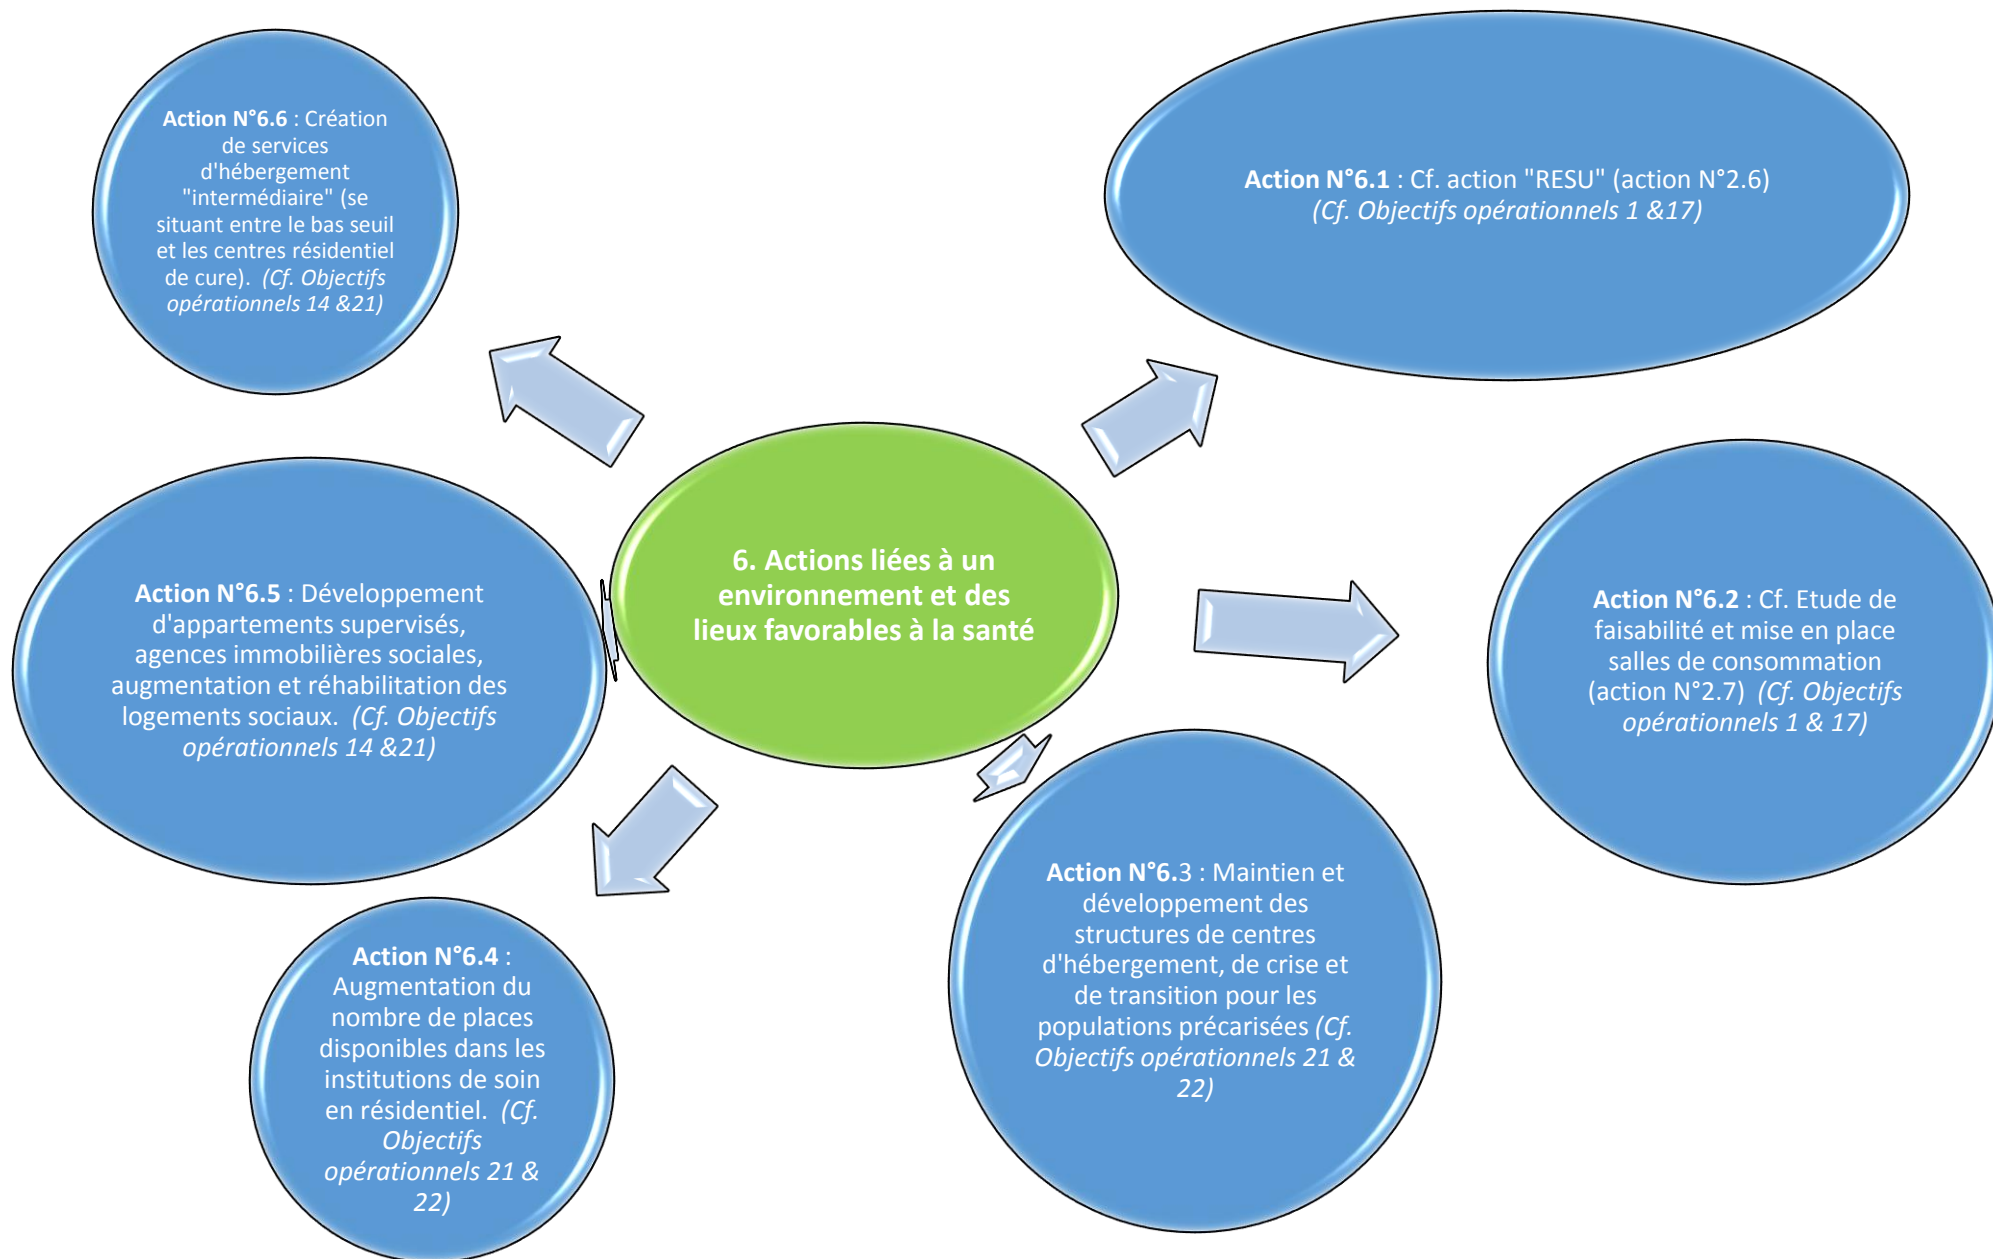 Action N°6.6 : Création
de services
d'hébergement
"intermédiaire" (se
situant entre le bas seuil
et les centres résidentiel
de cure). (Cf. Objectifs
opérationnels 14 &21)
Action N°6.1 : Cf. action "RESU" (action N°2.6)
(Cf. Objectifs opérationnels 1 &17)
6. Actions liées à un
environnement et des
lieux favorables à la santé
Action N°6.5 : Développement
d'appartements supervisés,
agences immobilières sociales,
augmentation et réhabilitation des
logements sociaux. (Cf. Objectifs
opérationnels 14 &21)
Action N°6.2 : Cf. Etude de
faisabilité et mise en place
salles de consommation
(action N°2.7) (Cf. Objectifs
opérationnels 1 & 17)
Action N°6.3 : Maintien et
développement des
structures de centres
d'hébergement, de crise et
de transition pour les
populations précarisées (Cf.
Objectifs opérationnels 21 &
22)
Action N°6.4 :
Augmentation du
nombre de places
disponibles dans les
institutions de soin
en résidentiel. (Cf.
Objectifs
opérationnels 21 &
22)